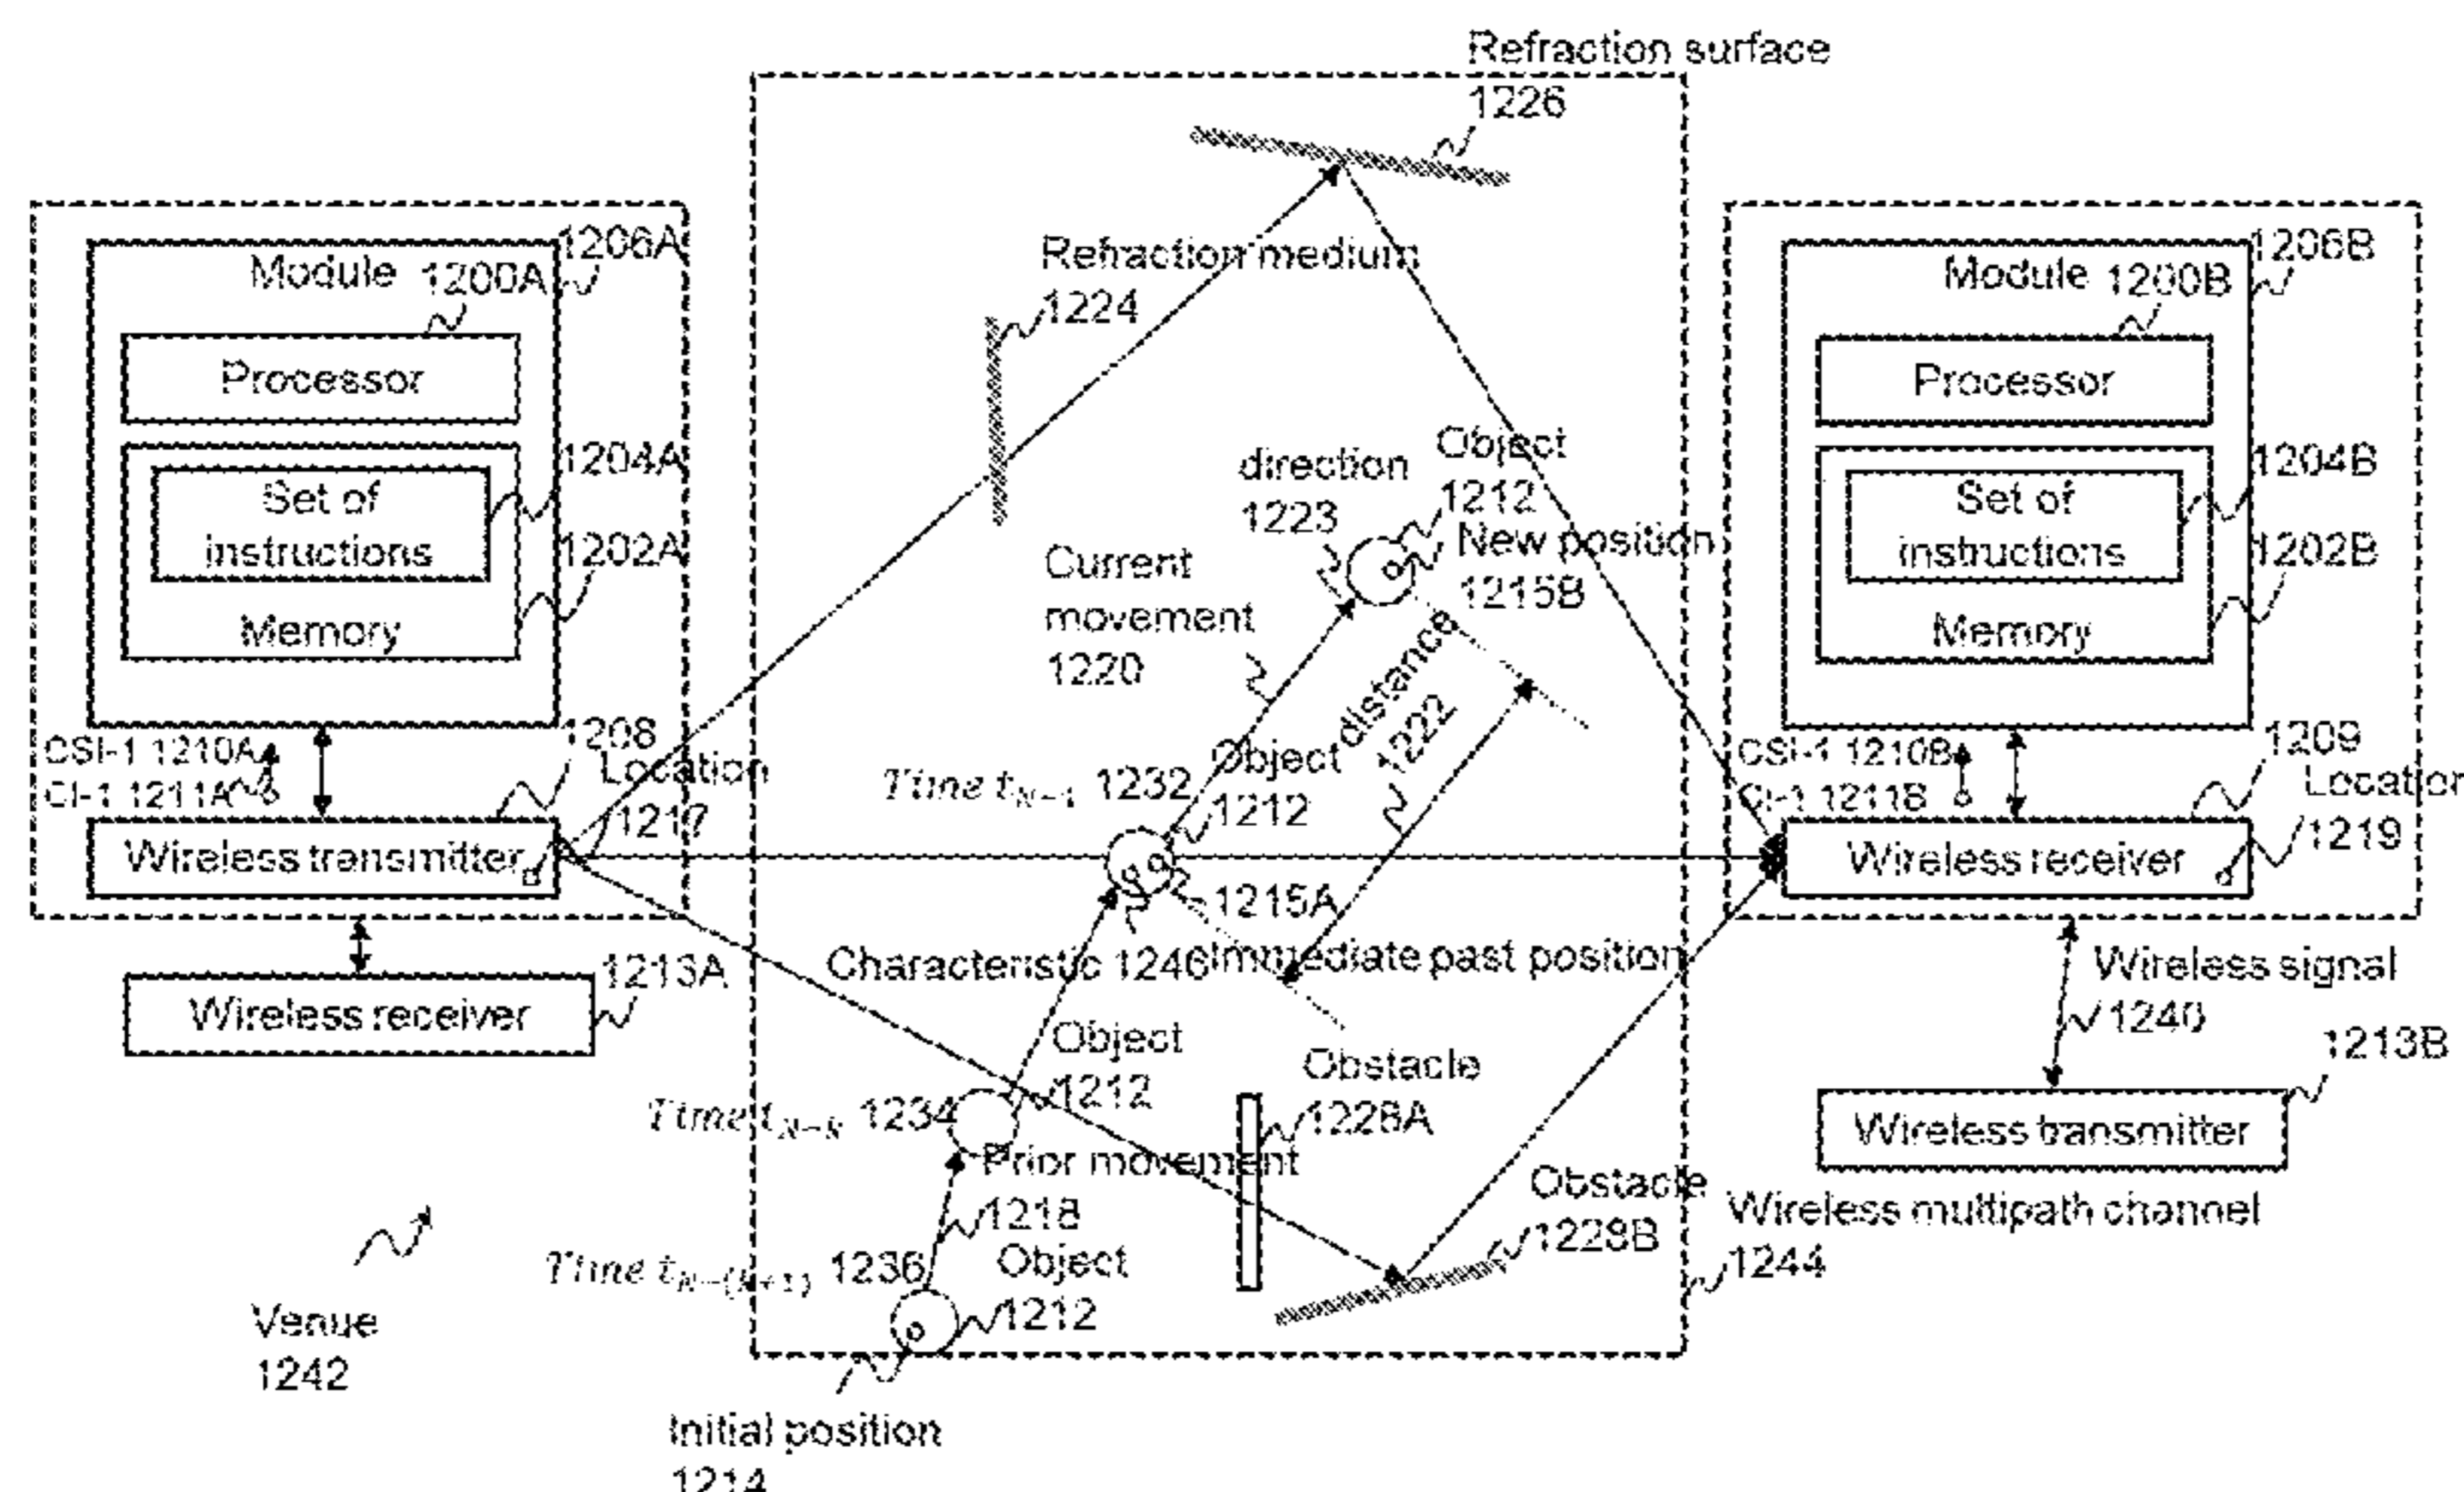 Refraction surface
1226
1206A
Module 1200A
Processor
1204A
Set of
instructions
1202A
Memory
CSI-1 1210A
CI-1 1211A
1208
Location
1217
Wireless transmitter
1213A
Wireless receiver
Venue
1242
Refraction medium
1224
direction
1223
Object
1212
New position
1215B
Current
movement
1220
distance
1222
Time tN-1 1232
Object
1212
1215A
Characteristic 1246
Immediate past position
Object
1212
Time tN-k 1234
Prior movement
1218
Time tN-(k+1) 1236
Object
1212
Initial position
1214
Obstacle
1228A
Obstacle
1228B
1206B
Module 1200B
Processor
1204B
Set of
instructions
1202B
Memory
CSI-1 1210B
CI-1 1211B
1209
Location
1219
Wireless receiver
Wireless signal
1240
1213B
Wireless transmitter
Wireless multipath channel
1244